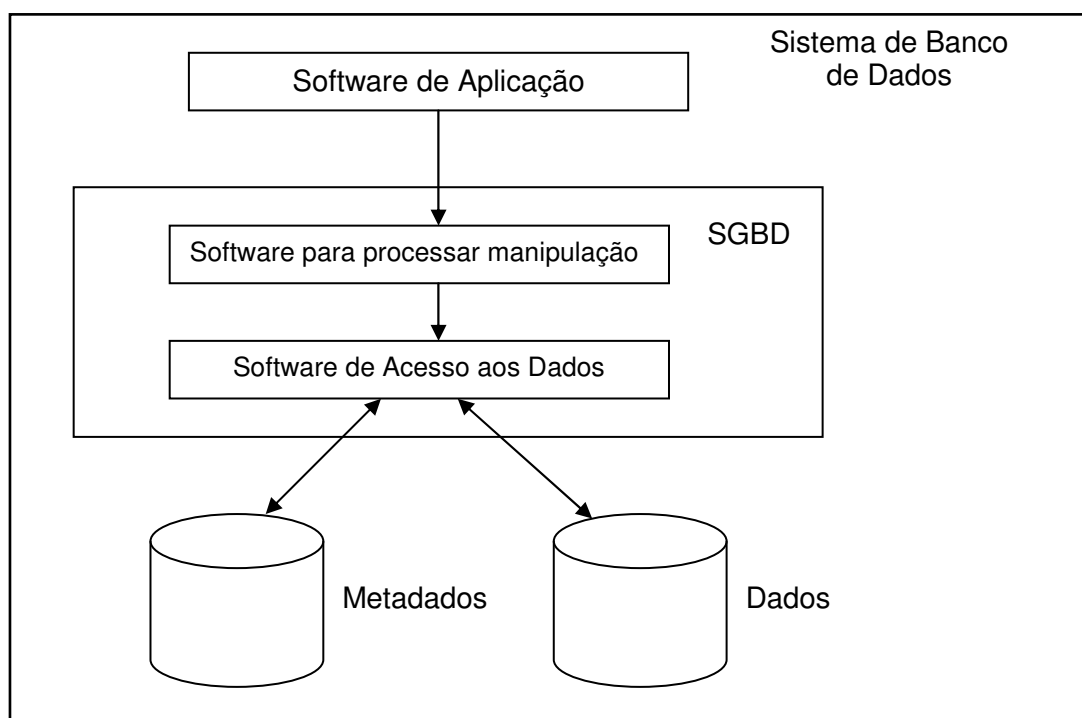 Sistema de Banco
de Dados
Software de Aplicação
SGBD
Software para processar manipulação
Software de Acesso aos Dados
Metadados
Dados